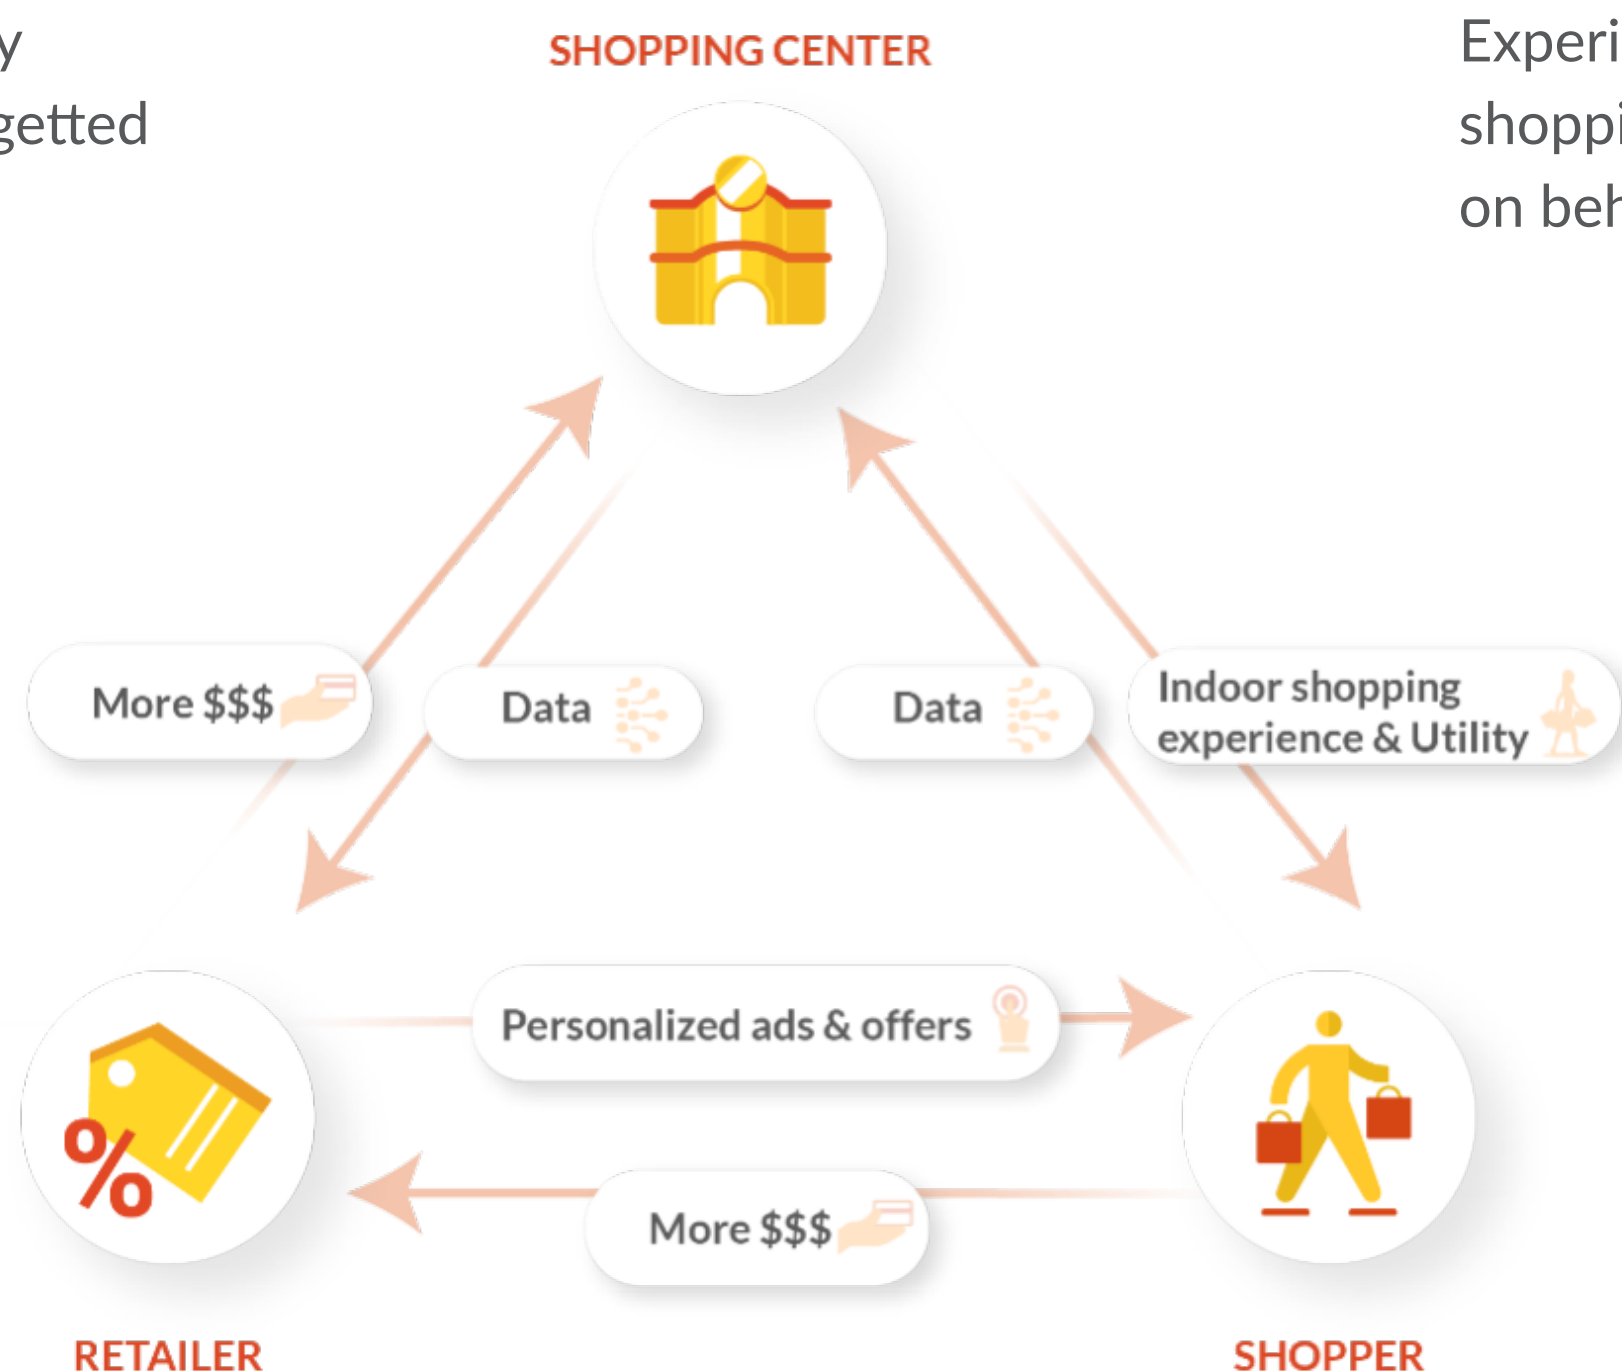 y
getted
SHOPPING CENTER
Experi
shoppi
on beh
More $$$
Data
Data
Indoor shopping
experience & Utility
Personalized ads & offers
%
More $$$
RETAILER
SHOPPER